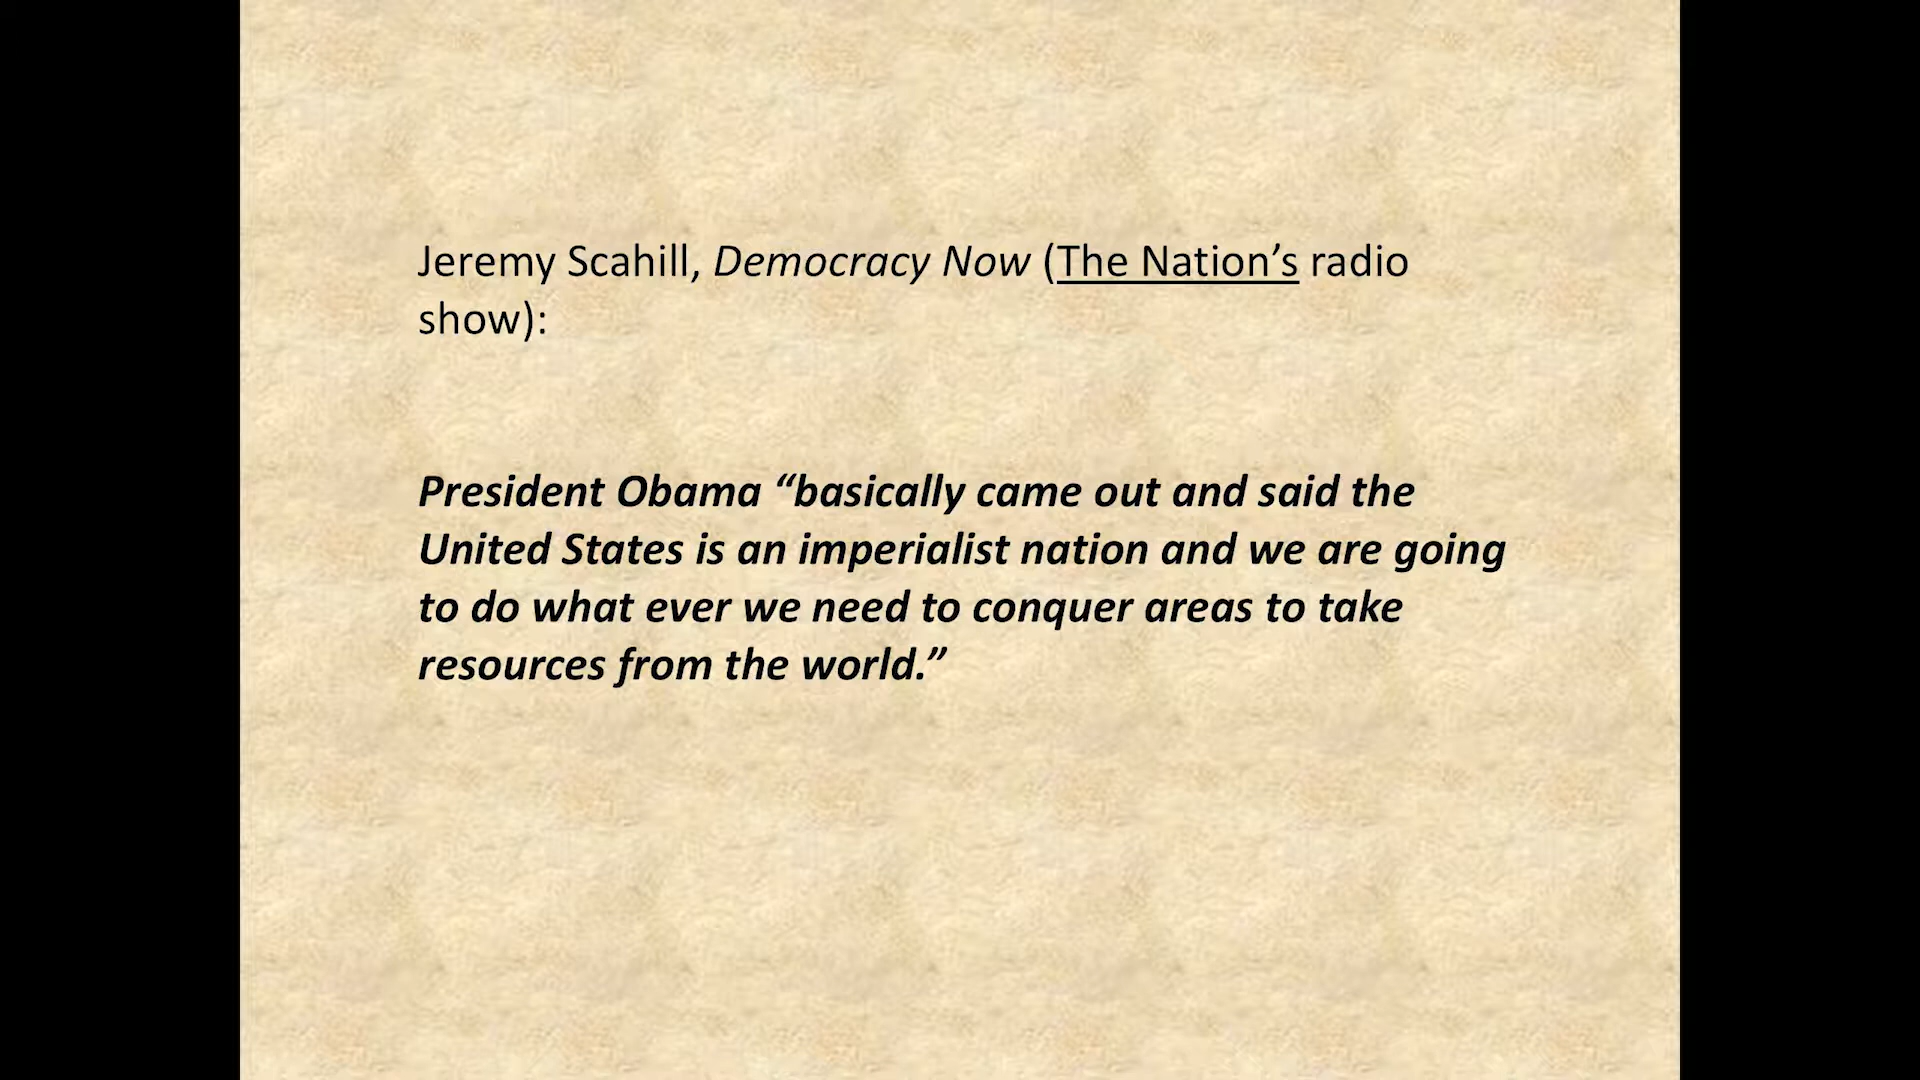 Jeremy Scahill, Democracy Now (The Nation’s radio
show):
President Obama “basically came out and said the
United States is an imperialist nation and we are going
to do what ever we need to conquer areas to take
resources from the world.”